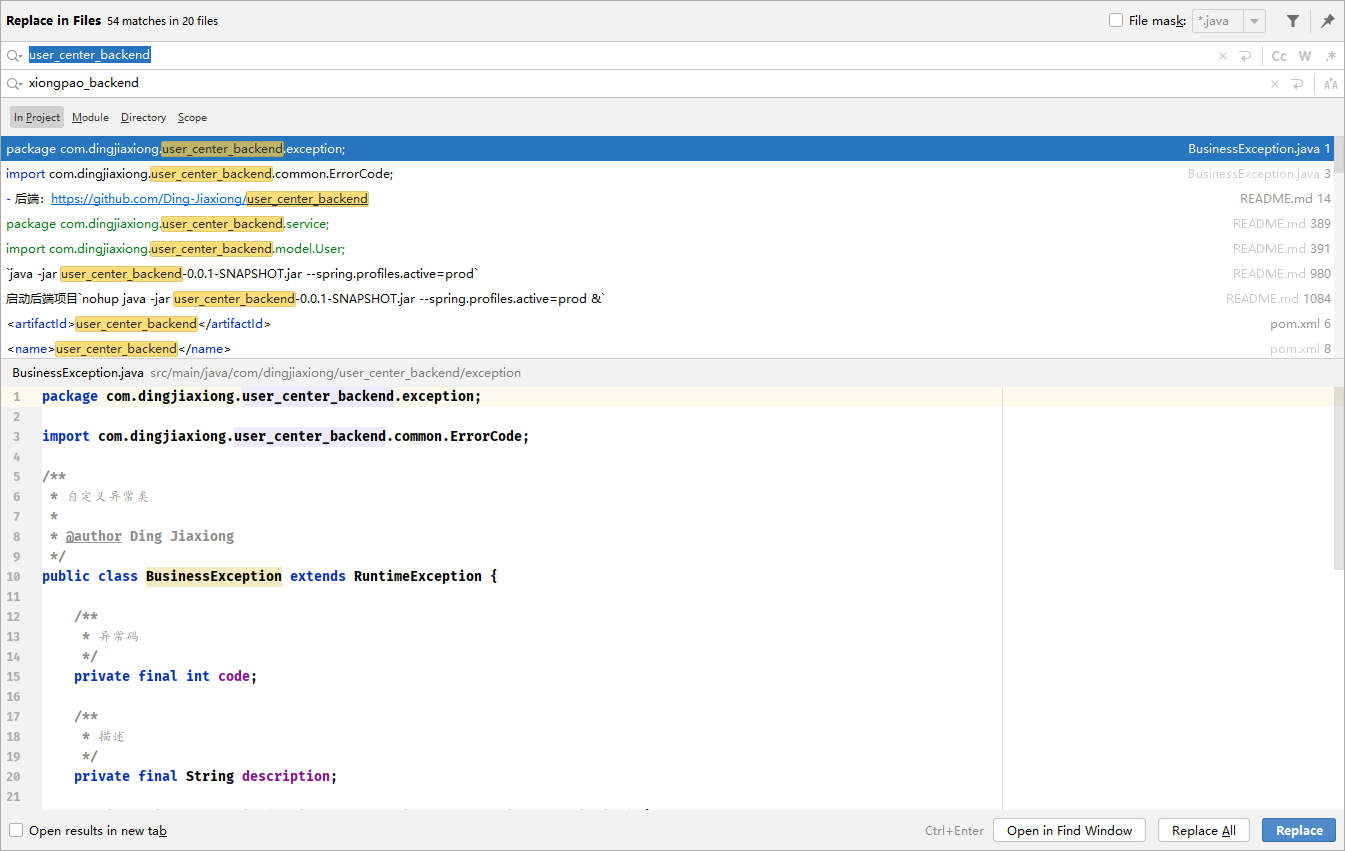 Replace in Files 54 matches in 20 files File mask: *.java
user_center_backend Cc W .*
xiongpao_backend
In Project Module Directory Scope
package com.dingjiaxiong.user_center_backend.exception; BusinessException.java 1
import com.dingjiaxiong.user_center_backend.common.ErrorCode; BusinessException.java 3
- 后端：https://github.com/Ding-Jiaxiong/user_center_backend README.md 14
package com.dingjiaxiong.user_center_backend.service; README.md 389
import com.dingjiaxiong.user_center_backend.model.User; README.md 391
`java -jar user_center_backend-0.0.1-SNAPSHOT.jar --spring.profiles.active=prod` README.md 980
启动后端项目`nohup java -jar user_center_backend-0.0.1-SNAPSHOT.jar --spring.profiles.active=prod &` README.md 1084
<artifactId>user_center_backend</artifactId> pom.xml 6
<name>user_center_backend</name> pom.xml 8
BusinessException.java src/main/java/com/dingjiaxiong/user_center_backend/exception
1 package com.dingjiaxiong.user_center_backend.exception;
2
3 import com.dingjiaxiong.user_center_backend.common.ErrorCode;
4
5 /**
6 * 自定义异常类
7 *
8 * @author Ding Jiaxiong
9 */
10 public class BusinessException extends RuntimeException {
11
12 /**
13 * 异常码
14 */
15 private final int code;
16
17 /**
18 * 描述
19 */
20 private final String description;
21
Open results in new tab Ctrl+Enter Open in Find Window Replace All Replace